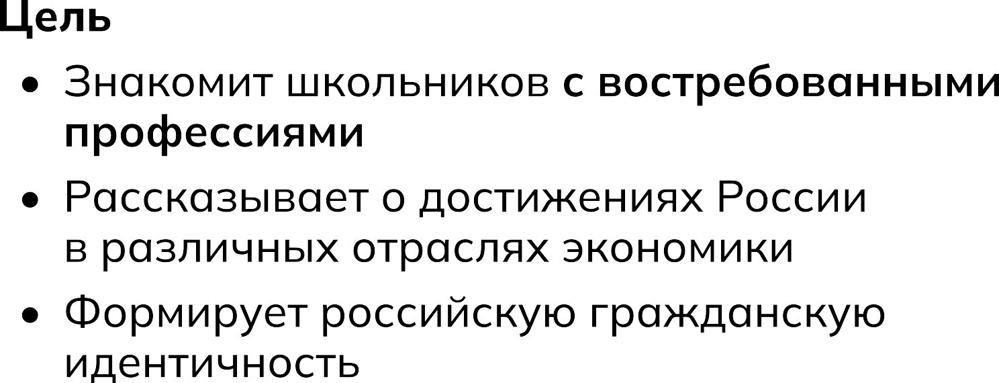 Цель
• Знакомит школьников с востребованными
профессиями
• Рассказывает о достижениях России
в различных отраслях экономики
• Формирует российскую гражданскую
идентичность